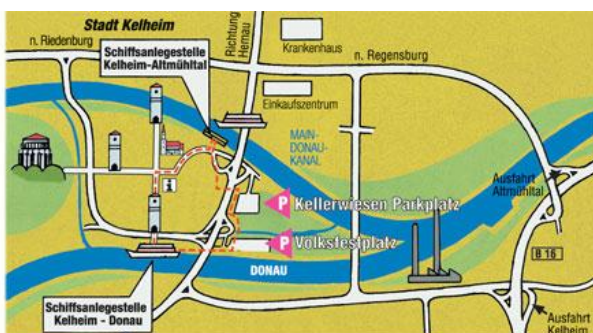 Stadt Kelheim
n. Riedenburg
Schiffsanlegestelle
Kelheim-Altmühltal
Richtung
Hemau
Krankenhaus
n. Regensburg
Einkaufszentrum
MAIN-
DONAU-
KANAL
Ausfahrt
Altmühltal
P Kellerwiesen Parkplatz
P Volksfestplatz
B 16
DONAU
Schiffsanlegestelle
Kelheim - Donau
Ausfahrt
Kelheim